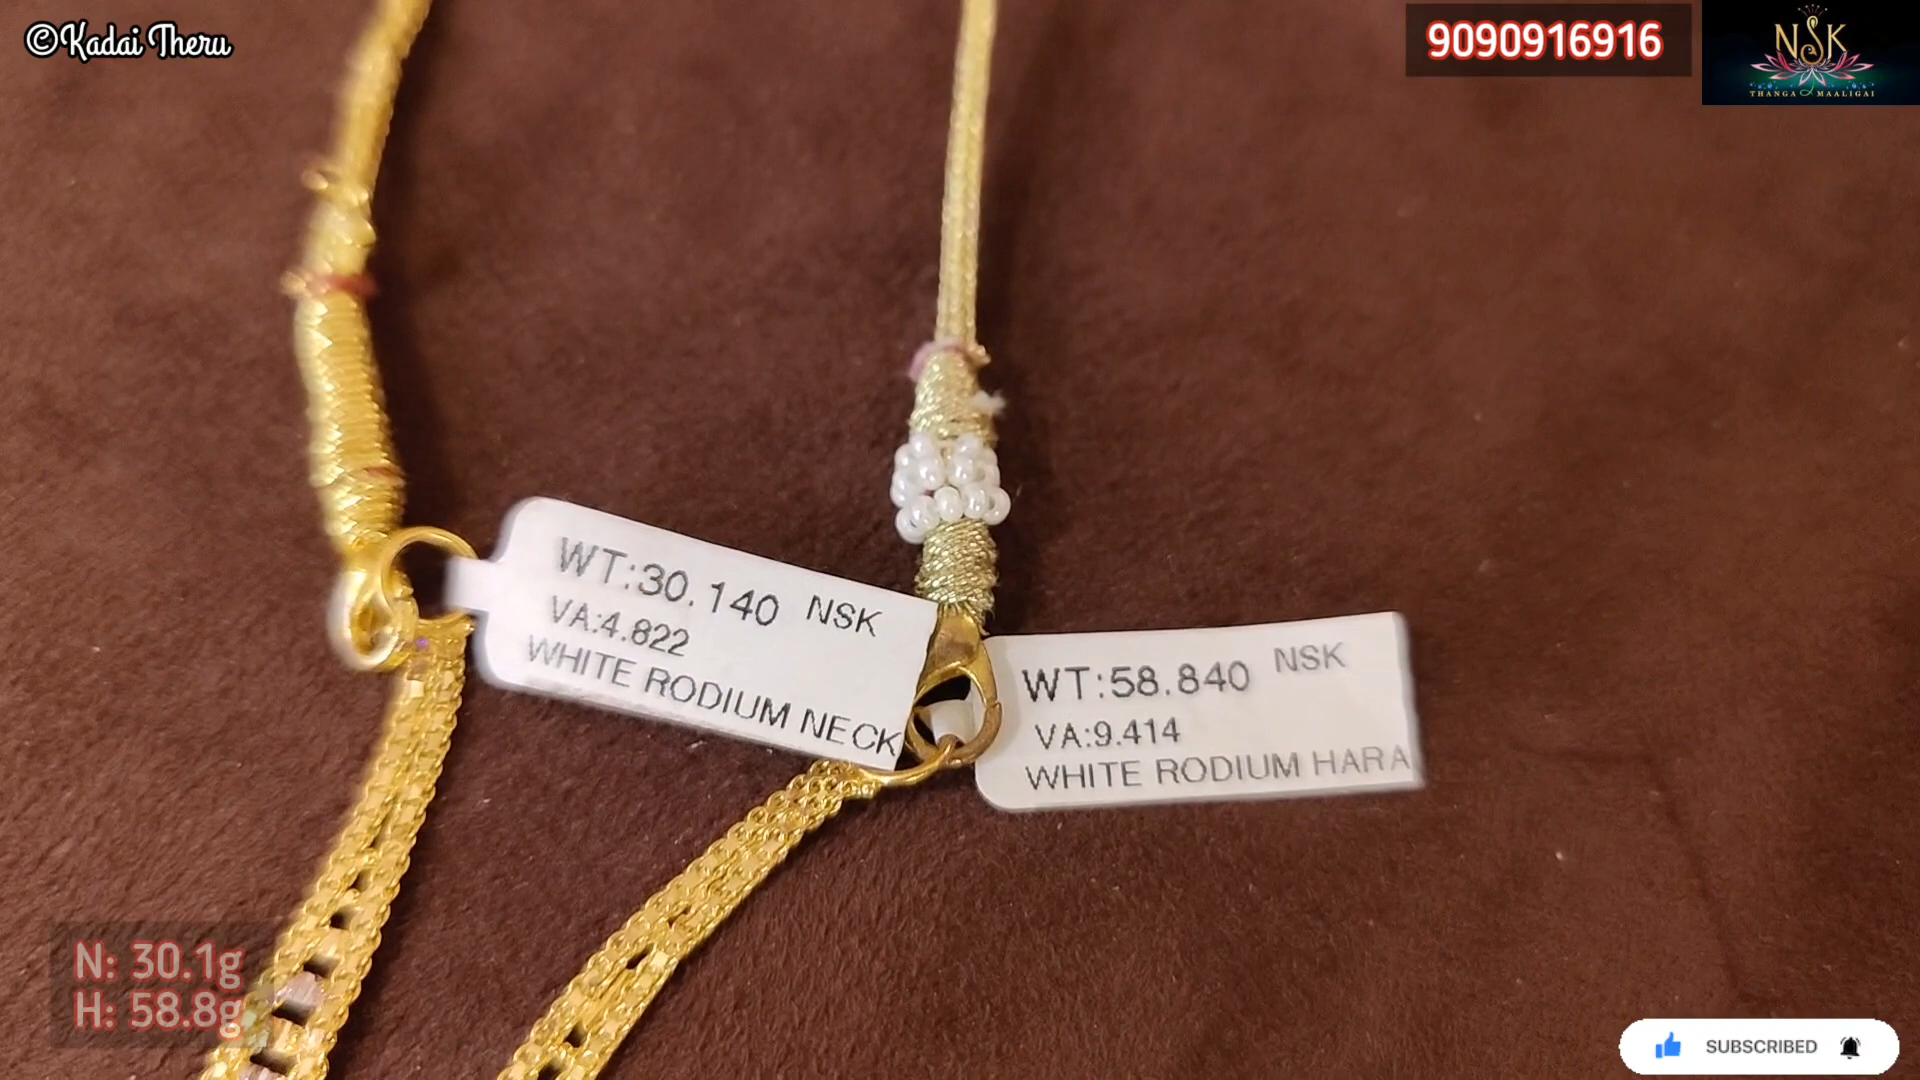 ©Kadai Theru
9090916916
NSK
THANGA MAALIGAI
WT:30.140 NSK
VA:4.822
WHITE RODIUM NECK
WT:58.840 NSK
VA:9.414
WHITE RODIUM HARA
N: 30.1g
H: 58.8g
SUBSCRIBED